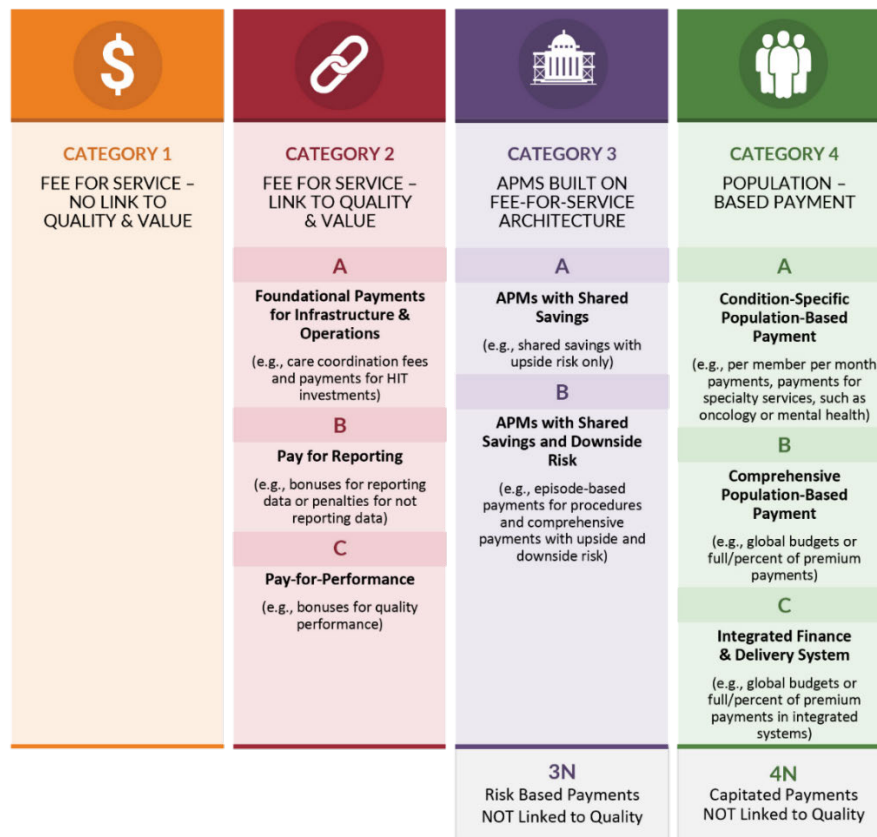 $
CATEGORY 1
FEE FOR SERVICE –
NO LINK TO
QUALITY & VALUE
CATEGORY 2
FEE FOR SERVICE –
LINK TO QUALITY
& VALUE
A
Foundational Payments
for Infrastructure &
Operations
(e.g., care coordination fees
and payments for HIT
investments)
B
Pay for Reporting
(e.g., bonuses for reporting
data or penalties for not
reporting data)
C
Pay-for-Performance
(e.g., bonuses for quality
performance)
CATEGORY 3
APMS BUILT ON
FEE-FOR-SERVICE
ARCHITECTURE
A
APMs with Shared
Savings
(e.g., shared savings with
upside risk only)
B
APMs with Shared
Savings and Downside
Risk
(e.g., episode-based
payments for procedures
and comprehensive
payments with upside and
downside risk)
3N
Risk Based Payments
NOT Linked to Quality
CATEGORY 4
POPULATION –
BASED PAYMENT
A
Condition-Specific
Population-Based
Payment
(e.g., per member per month
payments, payments for
specialty services, such as
oncology or mental health)
B
Comprehensive
Population-Based
Payment
(e.g., global budgets or
full/percent of premium
payments)
C
Integrated Finance
& Delivery System
(e.g., global budgets or
full/percent of premium
payments in integrated
systems)
4N
Capitated Payments
NOT Linked to Quality